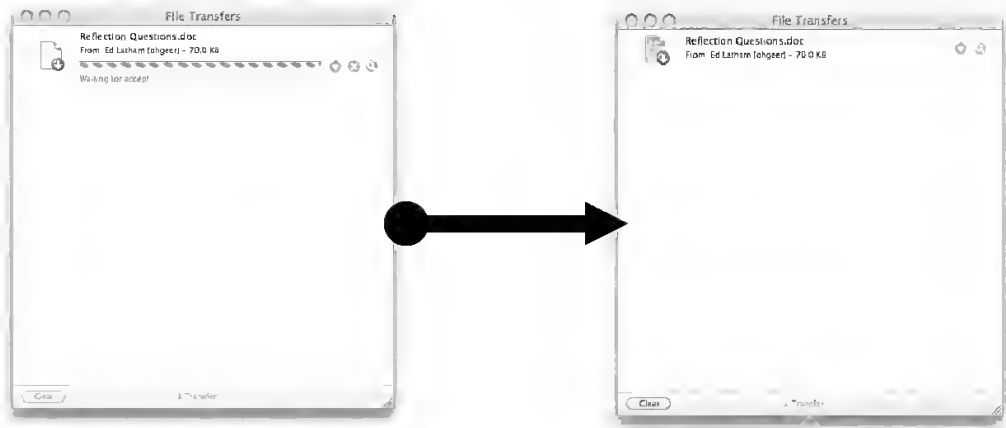 File Transfers
Reflection Questions.doc
From Ed Latham (ohgeer) – 70.0 KB
Waiting for accept
Clear
1 Transfer
File Transfers
Reflection Questions.doc
From Ed Latham (ohgeer) – 70.0 KB
Clear
Transfer